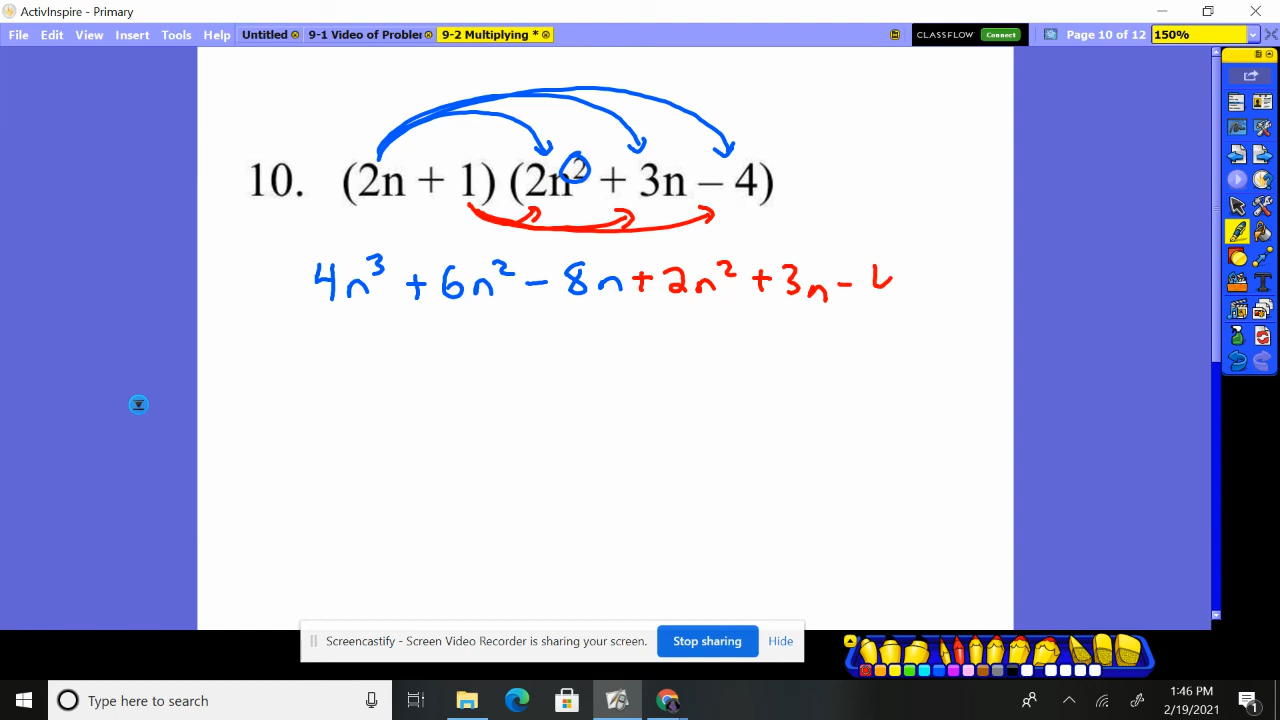 ActivInspire - Primary
File Edit View Insert Tools Help Untitled 9-1 Video of Probler 9-2 Multiplying * CLASSFLOW Connect Page 10 of 12 150%
10. (2n + 1) (2n² + 3n – 4)
4n³ + 6n² - 8n + 2n² + 3n -
Screencastify - Screen Video Recorder is sharing your screen. Stop sharing Hide
Type here to search
1:46 PM
2/19/2021
1